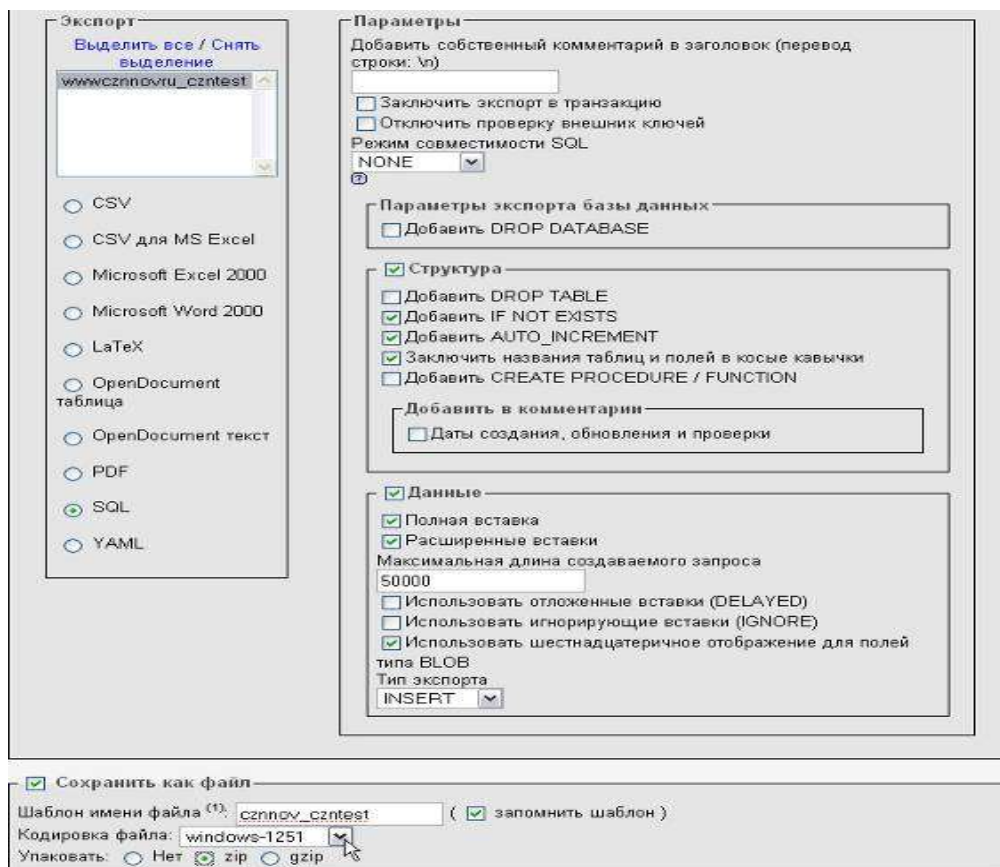 Экспорт
Выделить все / Снять
выделение
wwwcznnovru_czntest
CSV
CSV для MS Excel
Microsoft Excel 2000
Microsoft Word 2000
LaTeX
OpenDocument
таблица
OpenDocument текст
PDF
SQL
YAML
Параметры
Добавить собственный комментарий в заголовок (перевод
строки: \n)
Заключить экспорт в транзакцию
Отключить проверку внешних ключей
Режим совместимости SQL
NONE
Параметры экспорта базы данных
Добавить DROP DATABASE
Структура
Добавить DROP TABLE
Добавить IF NOT EXISTS
Добавить AUTO_INCREMENT
Заключить названия таблиц и полей в косые кавычки
Добавить CREATE PROCEDURE / FUNCTION
Добавить в комментарии
Даты создания, обновления и проверки
Данные
Полная вставка
Расширенные вставки
Максимальная длина создаваемого запроса
50000
Использовать отложенные вставки (DELAYED)
Использовать игнорирующие вставки (IGNORE)
Использовать шестнадцатеричное отображение для полей
типа BLOB
Тип экспорта
INSERT
Сохранить как файл
Шаблон имени файла (1): cznnov_czntest ( запомнить шаблон )
Кодировка файла: windows-1251
Упаковать: Нет zip gzip